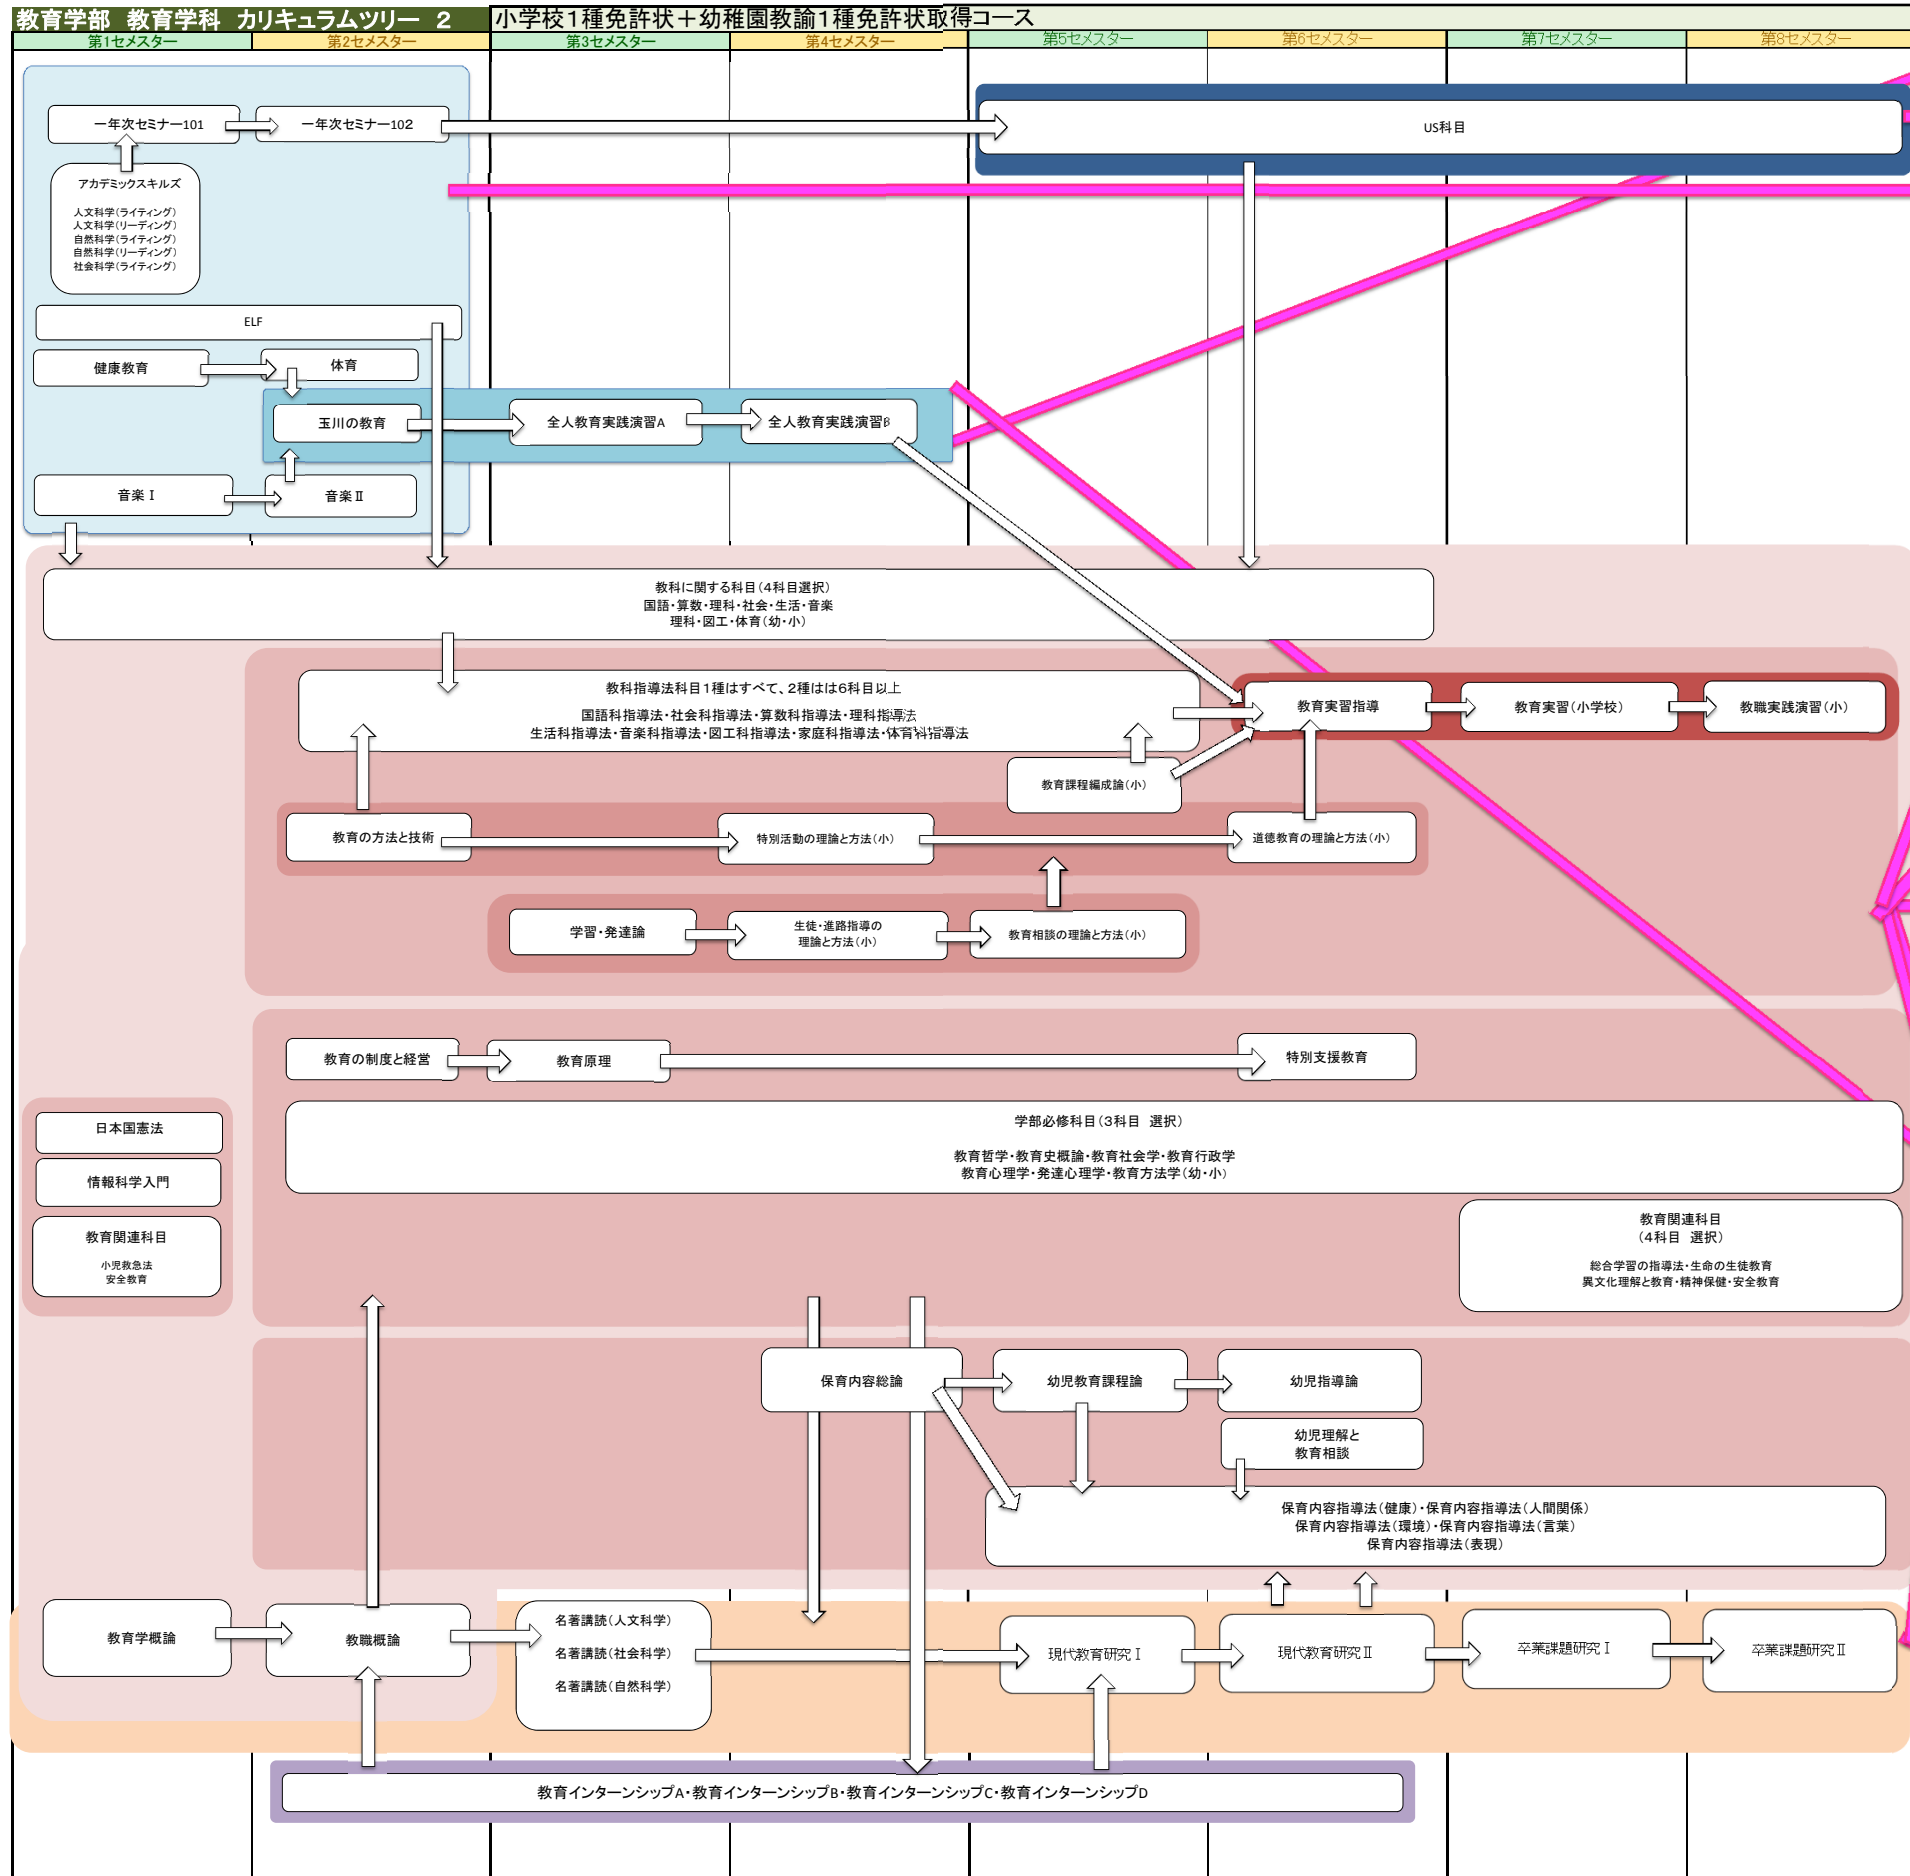 教育学部　教育学科　カリキュラムツリー　2
小学校１種免許状＋幼稚園教諭１種免許状取得コース
第1セメスター
第2セメスター
第3セメスター
第4セメスター
第5セメスター
第6セメスター
第7セメスター
第8セメスター
一年次セミナー101
一年次セミナー102
US科目
アカデミックスキルズ
人文科学(ライティング)
人文科学(リーディング)
自然科学(ライティング)
自然科学(リーディング)
社会科学(ライティング)
ELF
健康教育
体育
玉川の教育
全人教育実践演習A
全人教育実践演習B
音楽Ⅰ
音楽Ⅱ
教科に関する科目(4科目選択)
国語・算数・理科・社会・生活・音楽
理科・図工・体育(幼・小)
教科指導法科目1種はすべて、2種はは6科目以上
国語科指導法・社会科指導法・算数科指導法・理科指導法
生活科指導法・音楽科指導法・図工科指導法・家庭科指導法・体育科指導法
教育実習指導
教育実習(小学校)
教職実践演習(小)
教育課程編成論(小)
教育の方法と技術
特別活動の理論と方法(小)
道徳教育の理論と方法(小)
学習・発達論
生徒・進路指導の
理論と方法(小)
教育相談の理論と方法(小)
教育の制度と経営
教育原理
特別支援教育
学部必修科目(3科目　選択)
教育哲学・教育史概論・教育社会学・教育行政学
教育心理学・発達心理学・教育方法学(幼・小)
日本国憲法
情報科学入門
教育関連科目
小児救急法
安全教育
教育関連科目
(4科目　選択)
総合学習の指導法・生命の生徒教育
異文化理解と教育・精神保健・安全教育
保育内容総論
幼児教育課程論
幼児指導論
幼児理解と
教育相談
保育内容指導法(健康)・保育内容指導法(人間関係)
保育内容指導法(環境)・保育内容指導法(言葉)
保育内容指導法(表現)
教育学概論
教職概論
名著講読(人文科学)
名著講読(社会科学)
名著講読(自然科学)
現代教育研究Ⅰ
現代教育研究Ⅱ
卒業課題研究Ⅰ
卒業課題研究Ⅱ
教育インターンシップA・教育インターンシップB・教育インターンシップC・教育インターンシップD